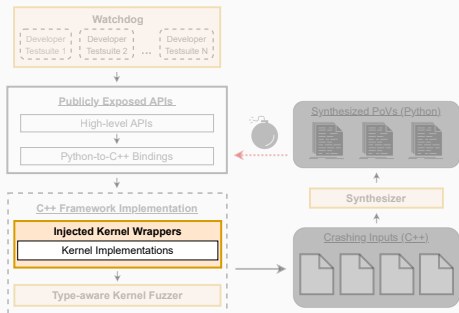 Watchdog
Developer Testsuite 1
Developer Testsuite 2
...
Developer Testsuite N
Publicly Exposed APIs
High-level APIs
Python-to-C++ Bindings
C++ Framework Implementation
Injected Kernel Wrappers
Kernel Implementations
Type-aware Kernel Fuzzer
Synthesized PoVs (Python)
Synthesizer
Crashing Inputs (C++)